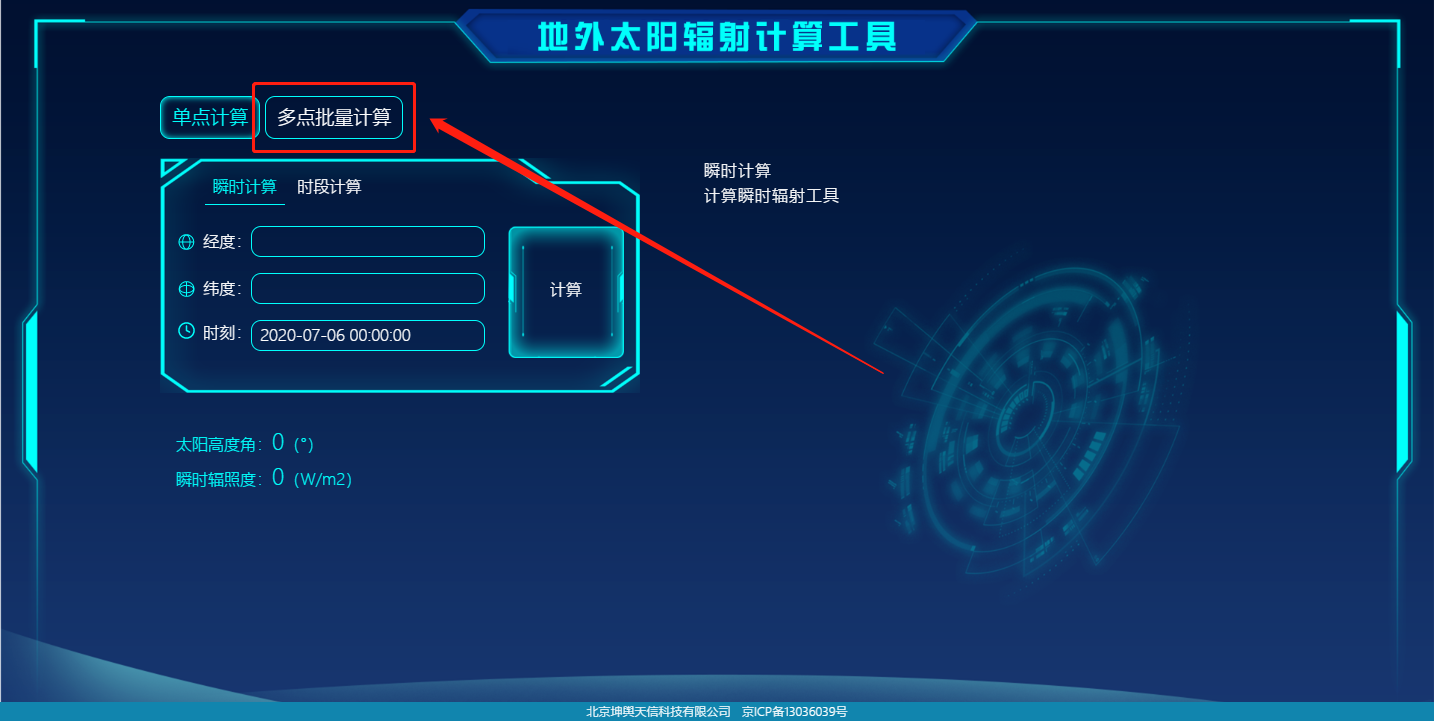 地外太阳辐射计算工具
单点计算 多点批量计算
瞬时计算 时段计算
经度:
纬度:
时刻: 2020-07-06 00:00:00
计算
瞬时计算
计算瞬时辐射工具
太阳高度角: 0 (°)
瞬时辐照度: 0 (W/m2)
北京坤舆天信科技有限公司 京ICP备13036039号